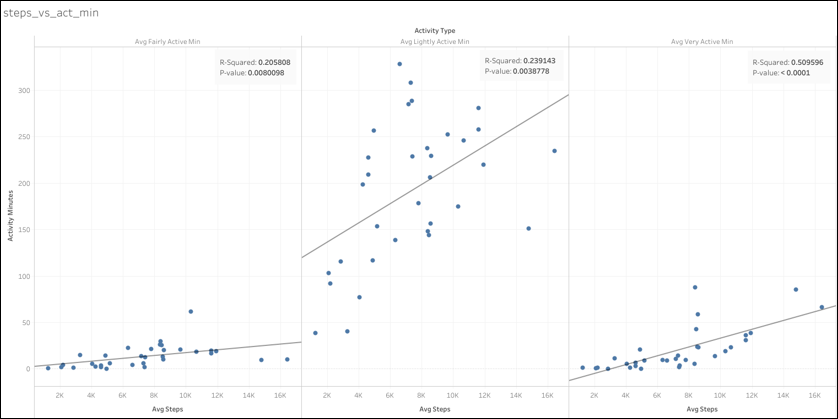 steps_vs_act_min
Activity Type
Avg Fairly Active Min Avg Lightly Active Min Avg Very Active Min
R-Squared: 0.205808
P-value: 0.0080098
R-Squared: 0.239143
P-value: 0.0038778
R-Squared: 0.509596
P-value: < 0.0001
Activity Minutes
300
250
200
150
100
50
0
2K 4K 6K 8K 10K 12K 14K 16K 2K 4K 6K 8K 10K 12K 14K 16K 2K 4K 6K 8K 10K 12K 14K 16K
Avg Steps Avg Steps Avg Steps